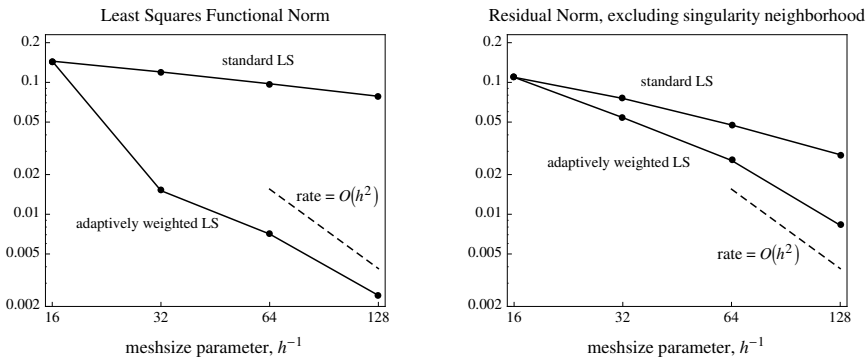 Least Squares Functional Norm
0.2
0.1
0.05
0.02
0.01
0.005
0.002
standard LS
rate = O(h²)
adaptively weighted LS
16
32
64
128
meshsize parameter, h⁻¹
Residual Norm, excluding singularity neighborhood
0.2
0.1
0.05
0.02
0.01
0.005
0.002
standard LS
adaptively weighted LS
rate = O(h²)
16
32
64
128
meshsize parameter, h⁻¹